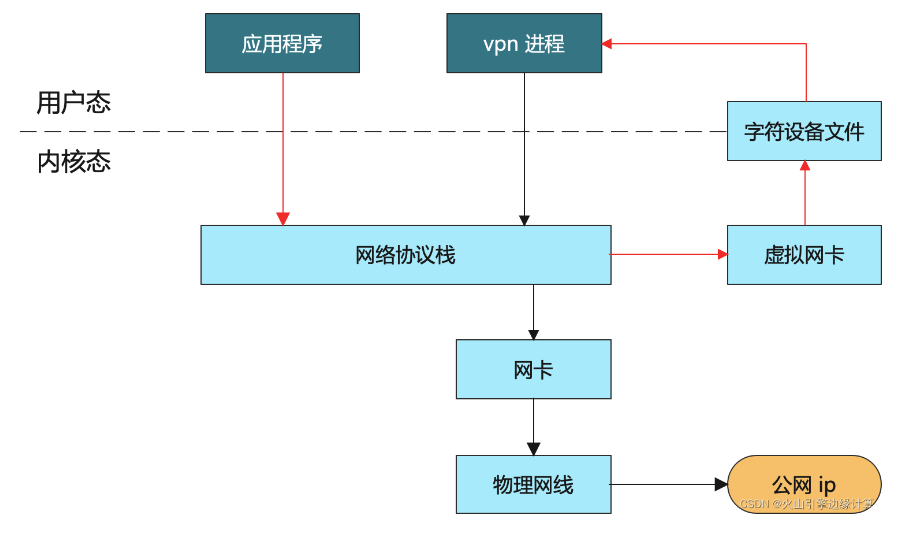 应用程序
vpn 进程
用户态
字符设备文件
内核态
网络协议栈
虚拟网卡
网卡
物理网线
公网 ip
CSDN @火山引擎边缘计算